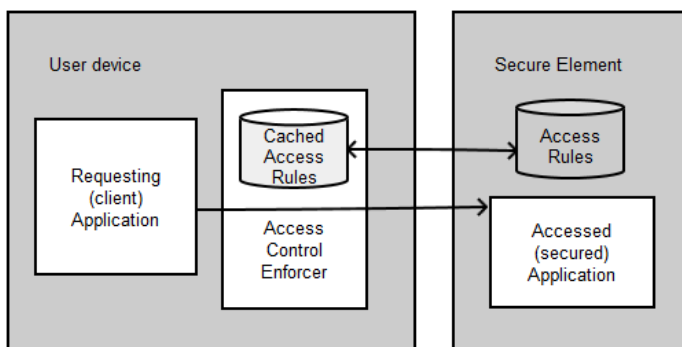 User device
Secure Element
Cached
Access
Rules
Access
Rules
Requesting
(client)
Application
Access
Control
Enforcer
Accessed
(secured)
Application